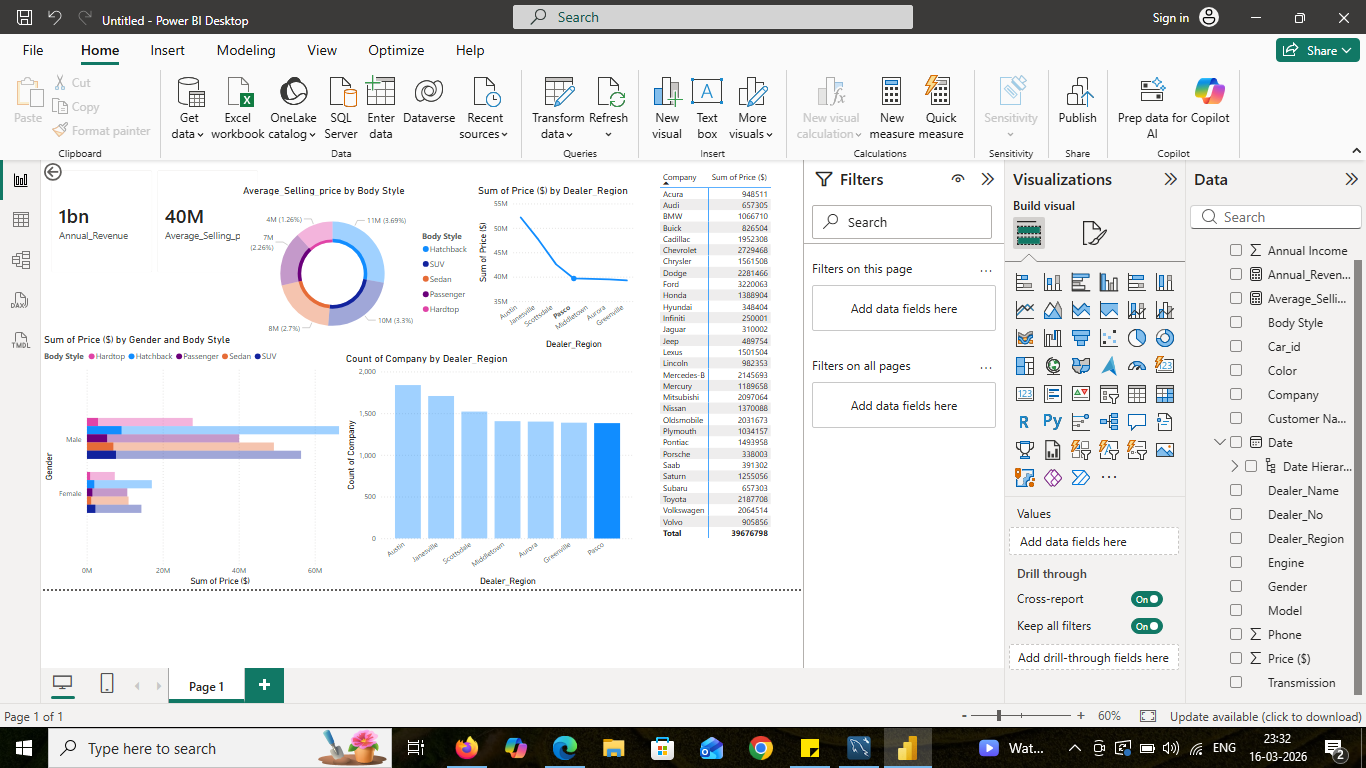 Untitled - Power BI Desktop
Search
Sign in
File
Home
Insert
Modeling
View
Optimize
Help
Share
Paste
Cut
Copy
Format painter
Clipboard
Get data
Excel workbook
OneLake catalog
SQL Server
Enter data
Dataverse
Recent sources
Data
Transform data
Refresh
Queries
New visual
Text box
More visuals
Insert
New visual calculation
New measure
Quick measure
Calculations
Sensitivity
Sensitivity
Publish
Share
Prep data for AI
Copilot
Copilot
1bn
Annual_Revenue
40M
Average_Selling_p
Average_Selling_price by Body Style
4M (1.26%)
11M (3.69%)
7M (2.26%)
8M (2.7%)
10M (3.3%)
Body Style
Hatchback
SUV
Sedan
Passenger
Hardtop
Sum of Price ($) by Dealer_Region
Sum of Price ($)
55M
50M
45M
40M
35M
Austin
Janesville
Scottsdale
Pasco
Middletown
Aurora
Greenville
Dealer_Region
Company Sum of Price ($)
Acura 948511
Audi 657305
BMW 1066710
Buick 826504
Cadillac 1952308
Chevrolet 2729468
Chrysler 1561508
Dodge 2281466
Ford 3220063
Honda 1388904
Hyundai 348404
Infiniti 250001
Jaguar 310002
Jeep 489754
Lexus 1501504
Lincoln 982353
Mercedes-B 2145693
Mercury 1189658
Mitsubishi 2097064
Nissan 1370088
Oldsmobile 2031673
Plymouth 1034157
Pontiac 1493958
Porsche 338003
Saab 391302
Saturn 1255056
Subaru 657303
Toyota 2187708
Volkswagen 2064514
Volvo 905856
Total 39676798
Sum of Price ($) by Gender and Body Style
Body Style Hardtop Hatchback Passenger Sedan SUV
Gender
Male
Female
0M 20M 40M 60M
Sum of Price ($)
Count of Company by Dealer_Region
Count of Company
2,000
1,500
1,000
500
0
Austin
Janesville
Scottsdale
Middletown
Aurora
Greenville
Pasco
Dealer_Region
Filters
Search
Filters on this page
...
Add data fields here
Filters on all pages
...
Add data fields here
Visualizations
Build visual
123
R
Py
...
Values
Add data fields here
Drill through
Cross-report
On
Keep all filters
On
Add drill-through fields here
Data
Search
Annual Income
Annual_Reven...
Average_Selli...
Body Style
Car_id
Color
Company
Customer Na...
Date
Date Hierar...
Dealer_Name
Dealer_No
Dealer_Region
Engine
Gender
Model
Phone
Price ($)
Transmission
Page 1
Page 1 of 1
60%
Update available (click to download)
Type here to search
Wat...
ENG
23:32
16-03-2026
2
DAX
TMDL